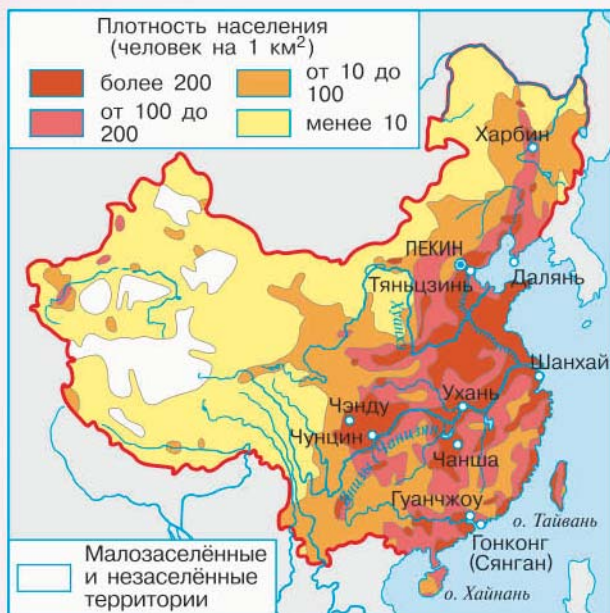 Плотность населения
(человек на 1 км²)
более 200
от 10 до
100
от 100 до
200
менее 10
Харбин
ПЕКИН
Тяньцзинь
Далянь
Хуанхэ
Шанхай
Ухань
Чэнду
Чунцин
Янцзы (Чанцзян)
Чанша
Гуанчжоу
о. Тайвань
Гонконг
(Сянган)
о. Хайнань
Малозаселённые
и незаселённые
территории